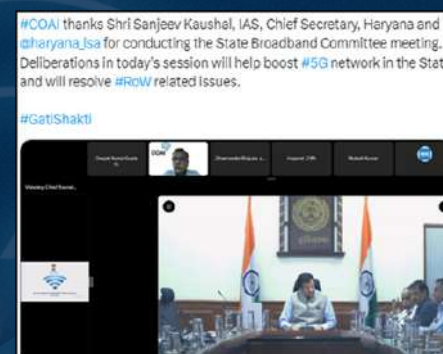 #COAI thanks Shri Sanjeev Kaushal, IAS, Chief Secretary, Haryana and
@haryana_lsa for conducting the State Broadband Committee meeting.
Deliberations in today's session will help boost #5G network in the Stat
and will resolve #RoW related issues.
#GatiShakti
COAI